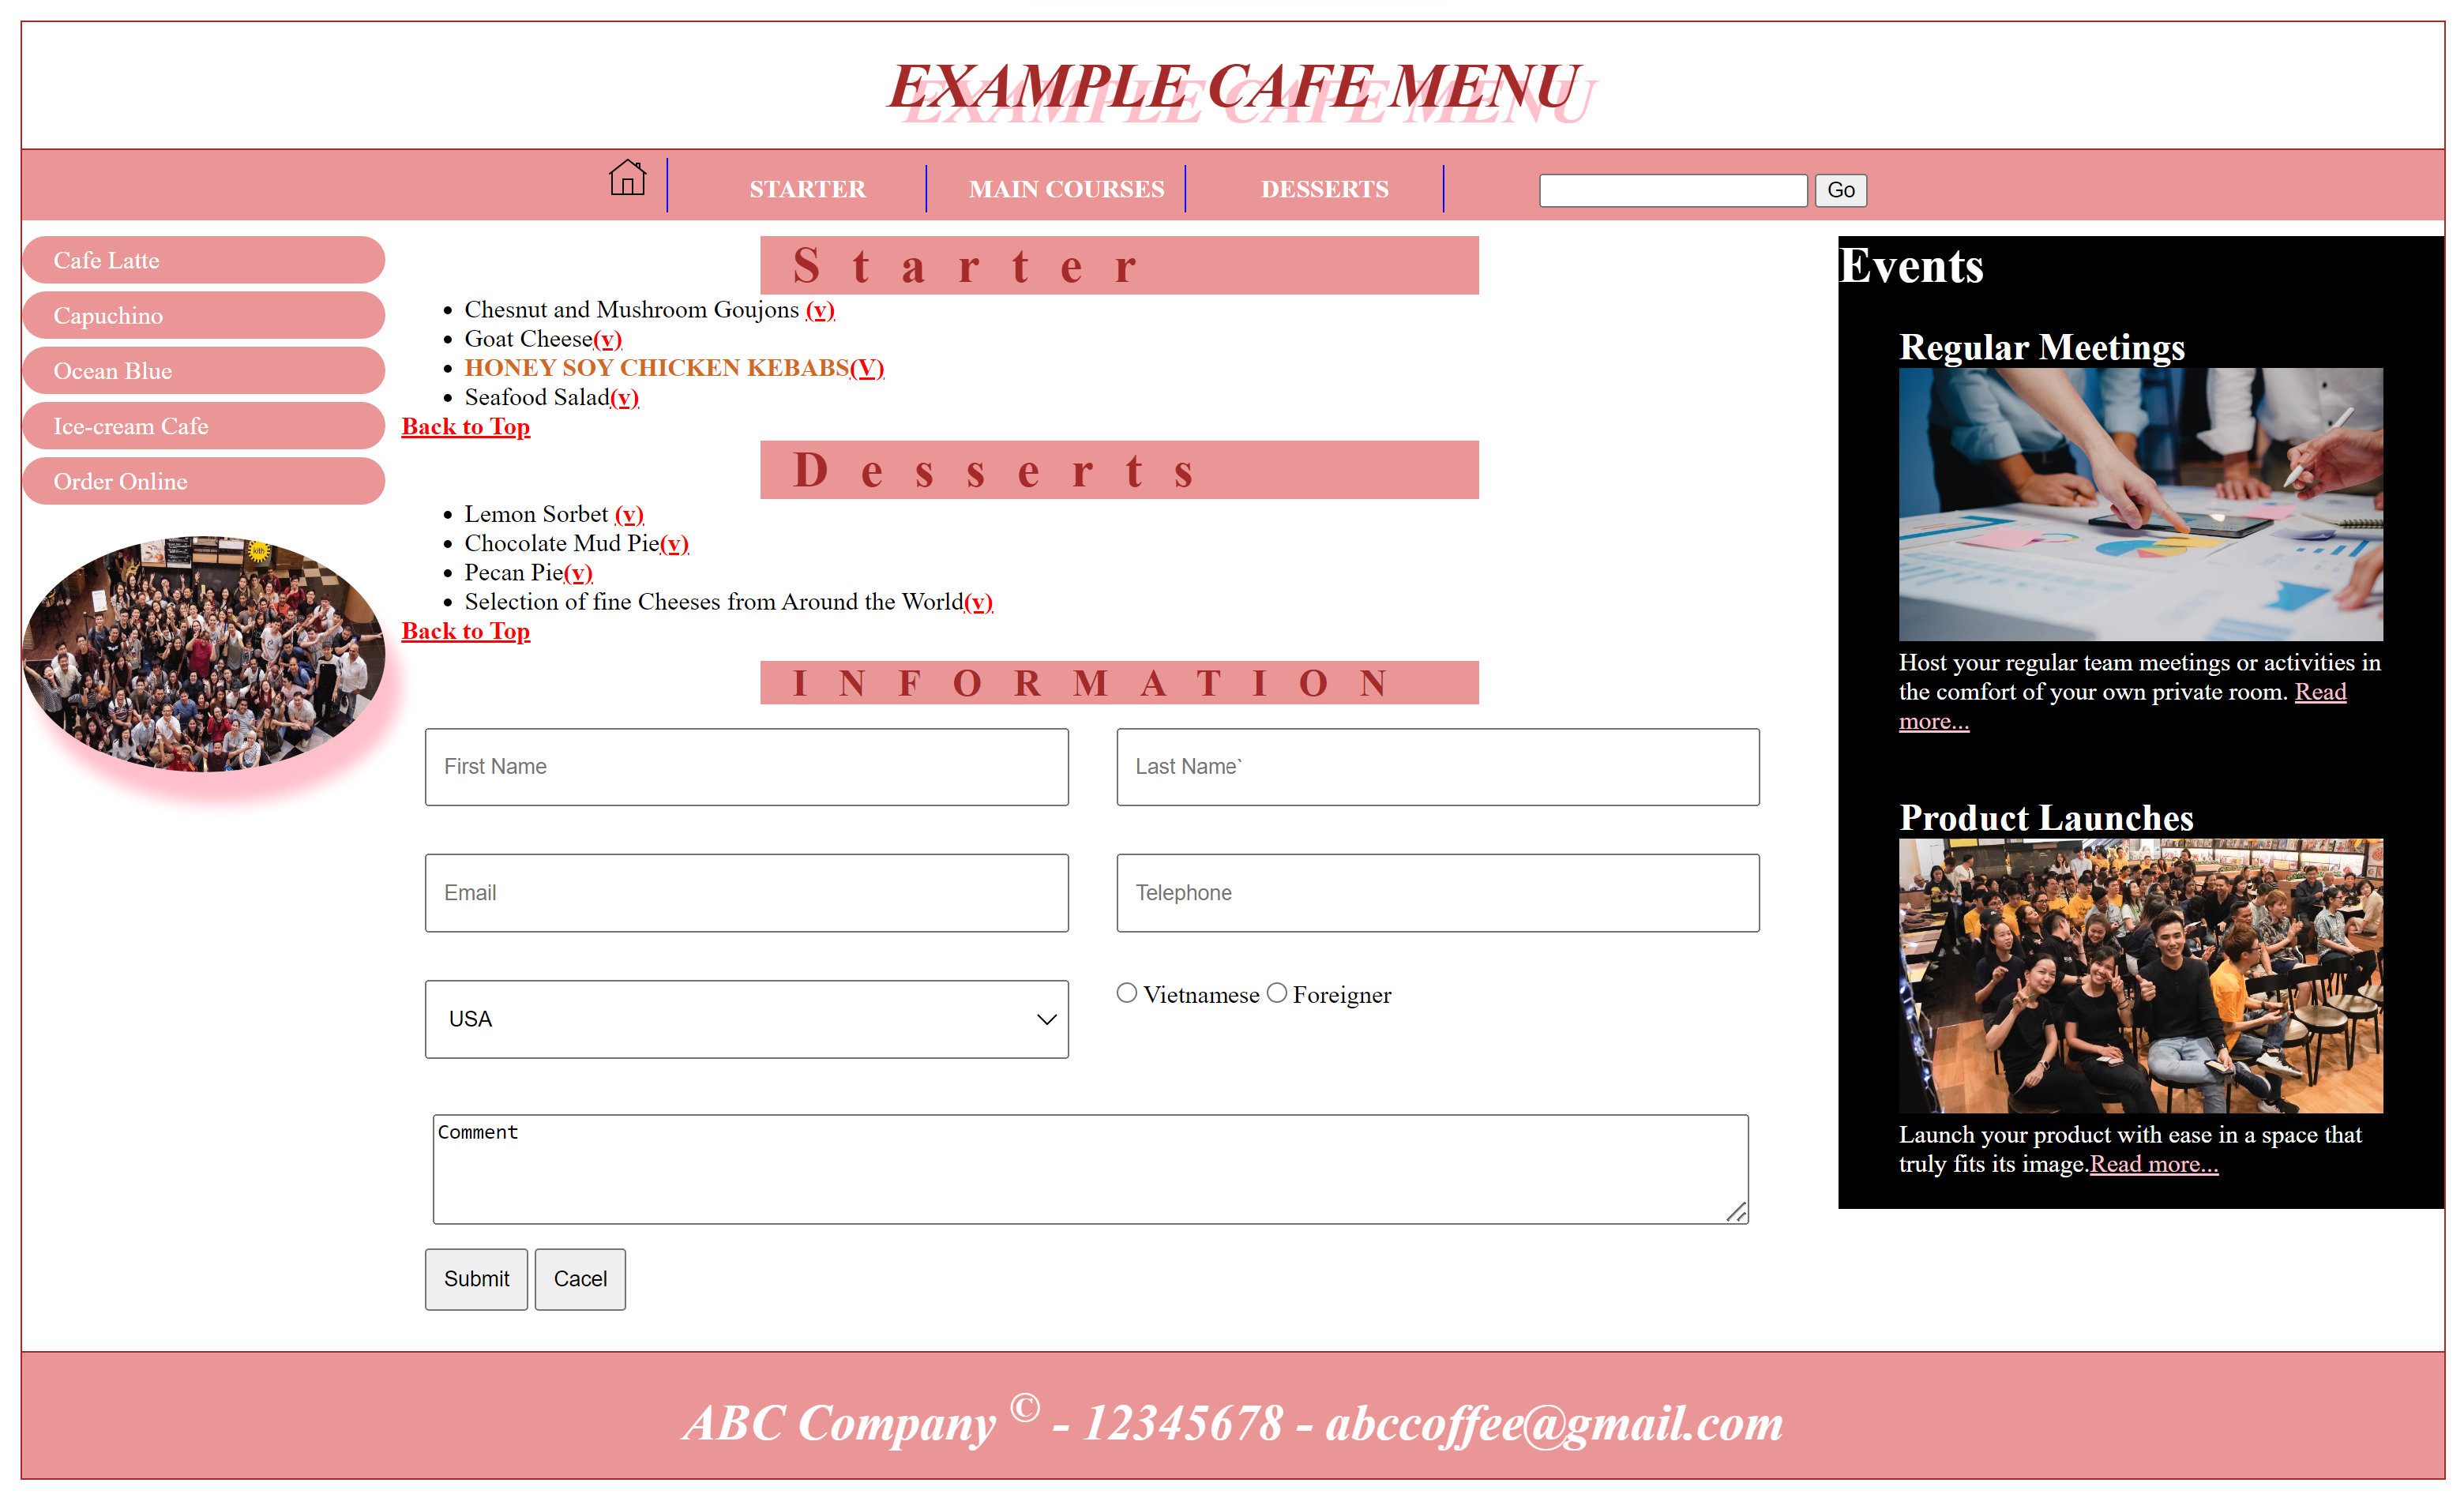 EXAMPLE CAFE MENU
STARTER
MAIN COURSES
DESSERTS
Go
Cafe Latte
Capuchino
Ocean Blue
Ice-cream Cafe
Order Online
kith
Starter
Chesnut and Mushroom Goujons (v)
Goat Cheese(v)
HONEY SOY CHICKEN KEBABS(V)
Seafood Salad(v)
Back to Top
Desserts
Lemon Sorbet (v)
Chocolate Mud Pie(v)
Pecan Pie(v)
Selection of fine Cheeses from Around the World(v)
Back to Top
INFORMATION
First Name
Last Name`
Email
Telephone
USA
Vietnamese
Foreigner
Comment
Submit
Cacel
Events
Regular Meetings
Host your regular team meetings or activities in
the comfort of your own private room. Read
more...
Product Launches
Launch your product with ease in a space that
truly fits its image.Read more...
ABC Company © - 12345678 - abccoffee@gmail.com